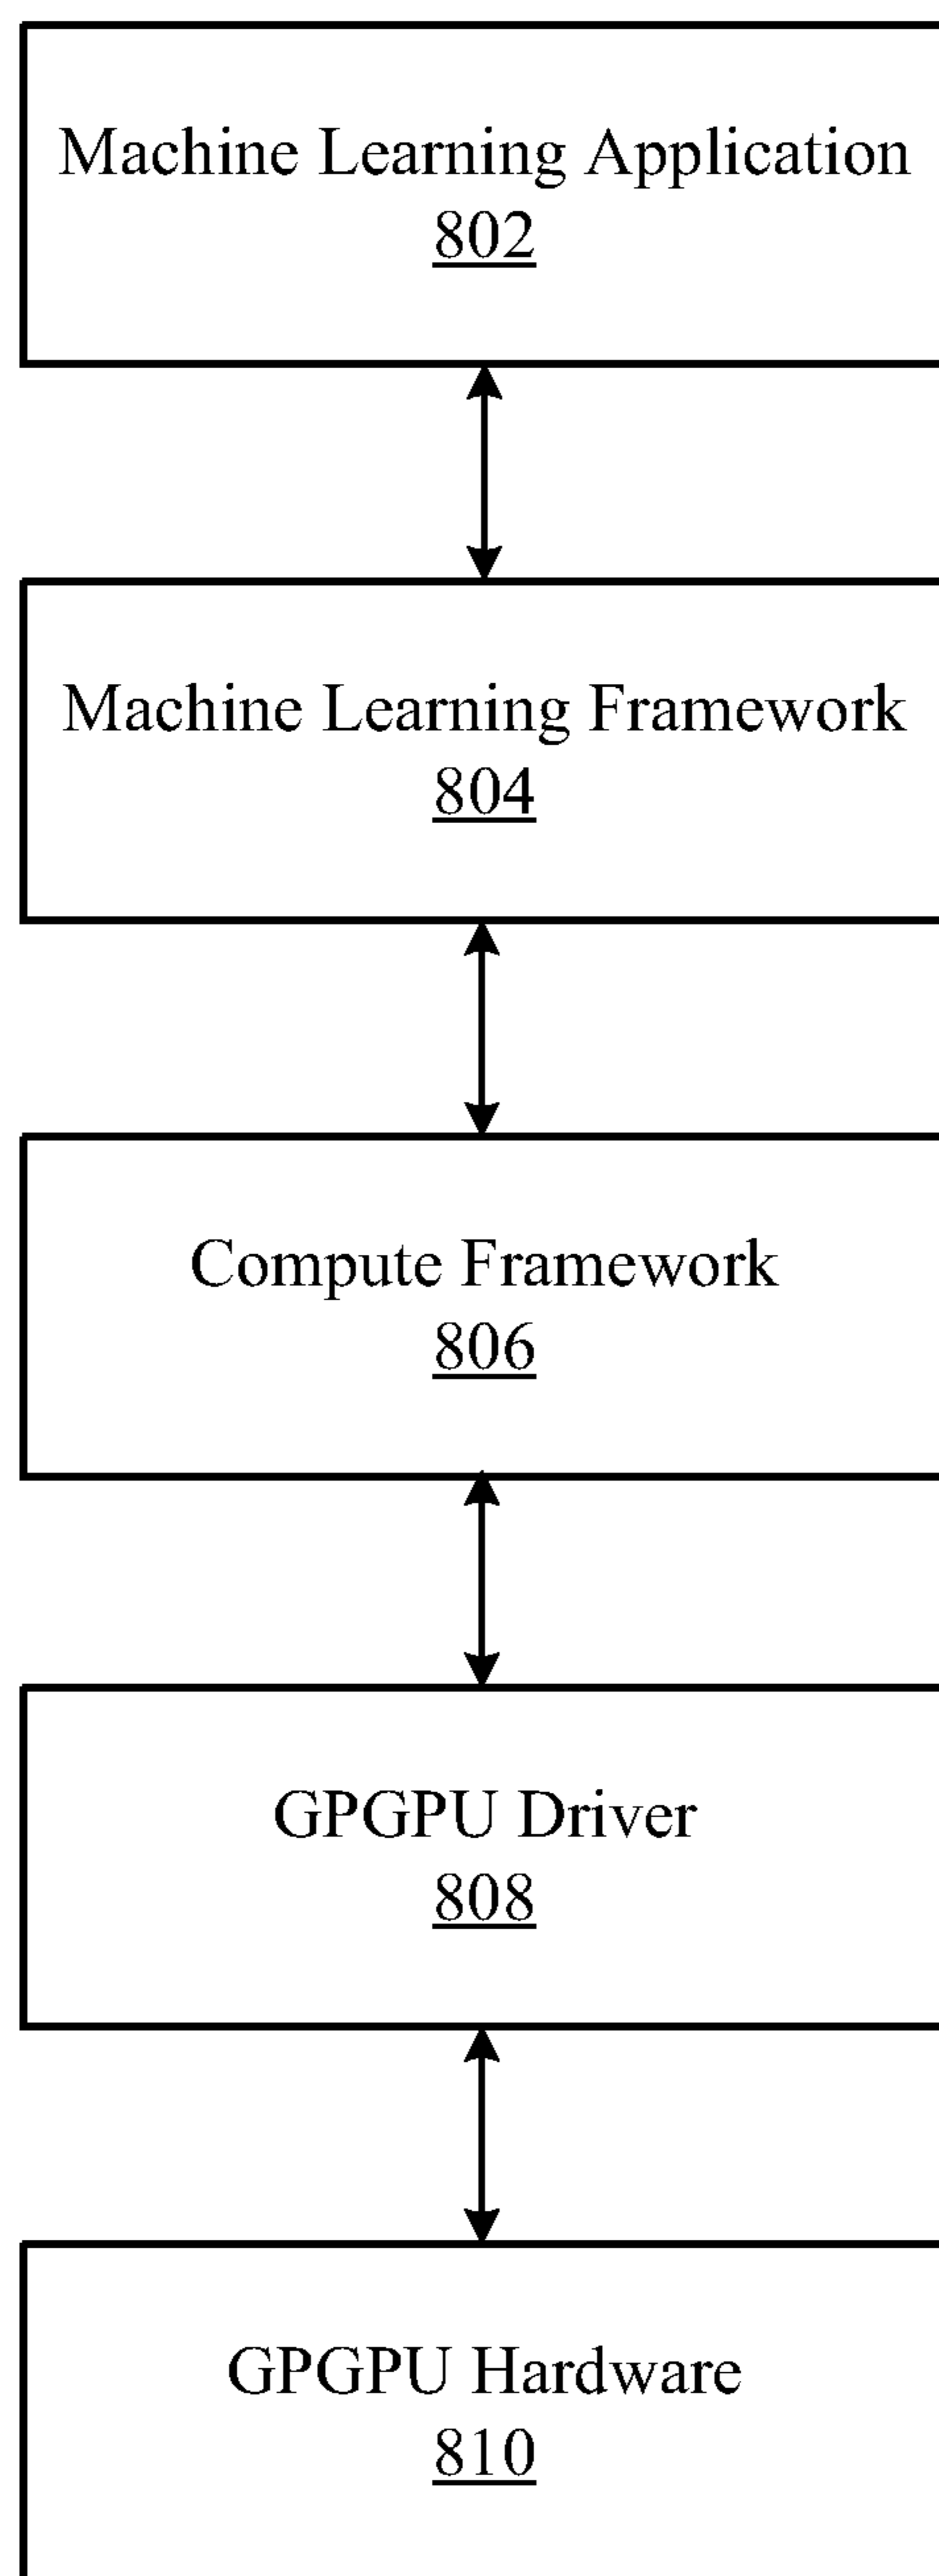 Machine Learning Application
802
Machine Learning Framework
804
Compute Framework
806
GPGPU Driver
808
GPGPU Hardware
810